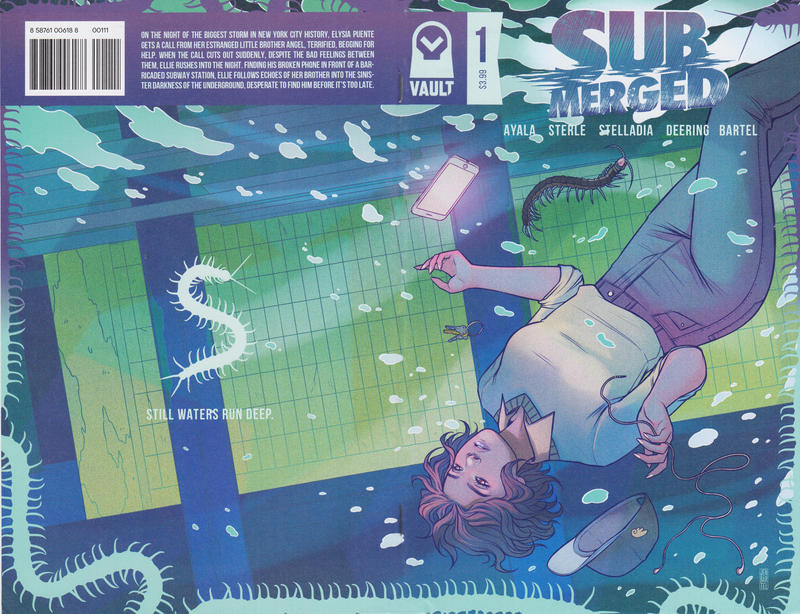 8 58761 00618 8 00111
ON THE NIGHT OF THE BIGGEST STORM IN NEW YORK CITY HISTORY, ELYSIA PUENTE
GETS A CALL FROM HER ESTRANGED LITTLE BROTHER ANGEL, TERRIFIED, BEGGING FOR
HELP. WHEN THE CALL CUTS OUT SUDDENLY, DESPITE THE BAD FEELINGS BETWEEN
THEM, ELLIE RUSHES INTO THE NIGHT. FINDING HIS BROKEN PHONE IN FRONT OF A BAR-
RICADED SUBWAY STATION, ELLIE FOLLOWS ECHOES OF HER BROTHER INTO THE SINIS-
TER DARKNESS OF THE UNDERGROUND, DESPERATE TO FIND HIM BEFORE IT'S TOO LATE.
VAULT
1
$3.99
SUB
MERGED
AYALA STERLE STELLADIA DEERING BARTEL
S
STILL WATERS RUN DEEP.
JEN
BAR
TEL